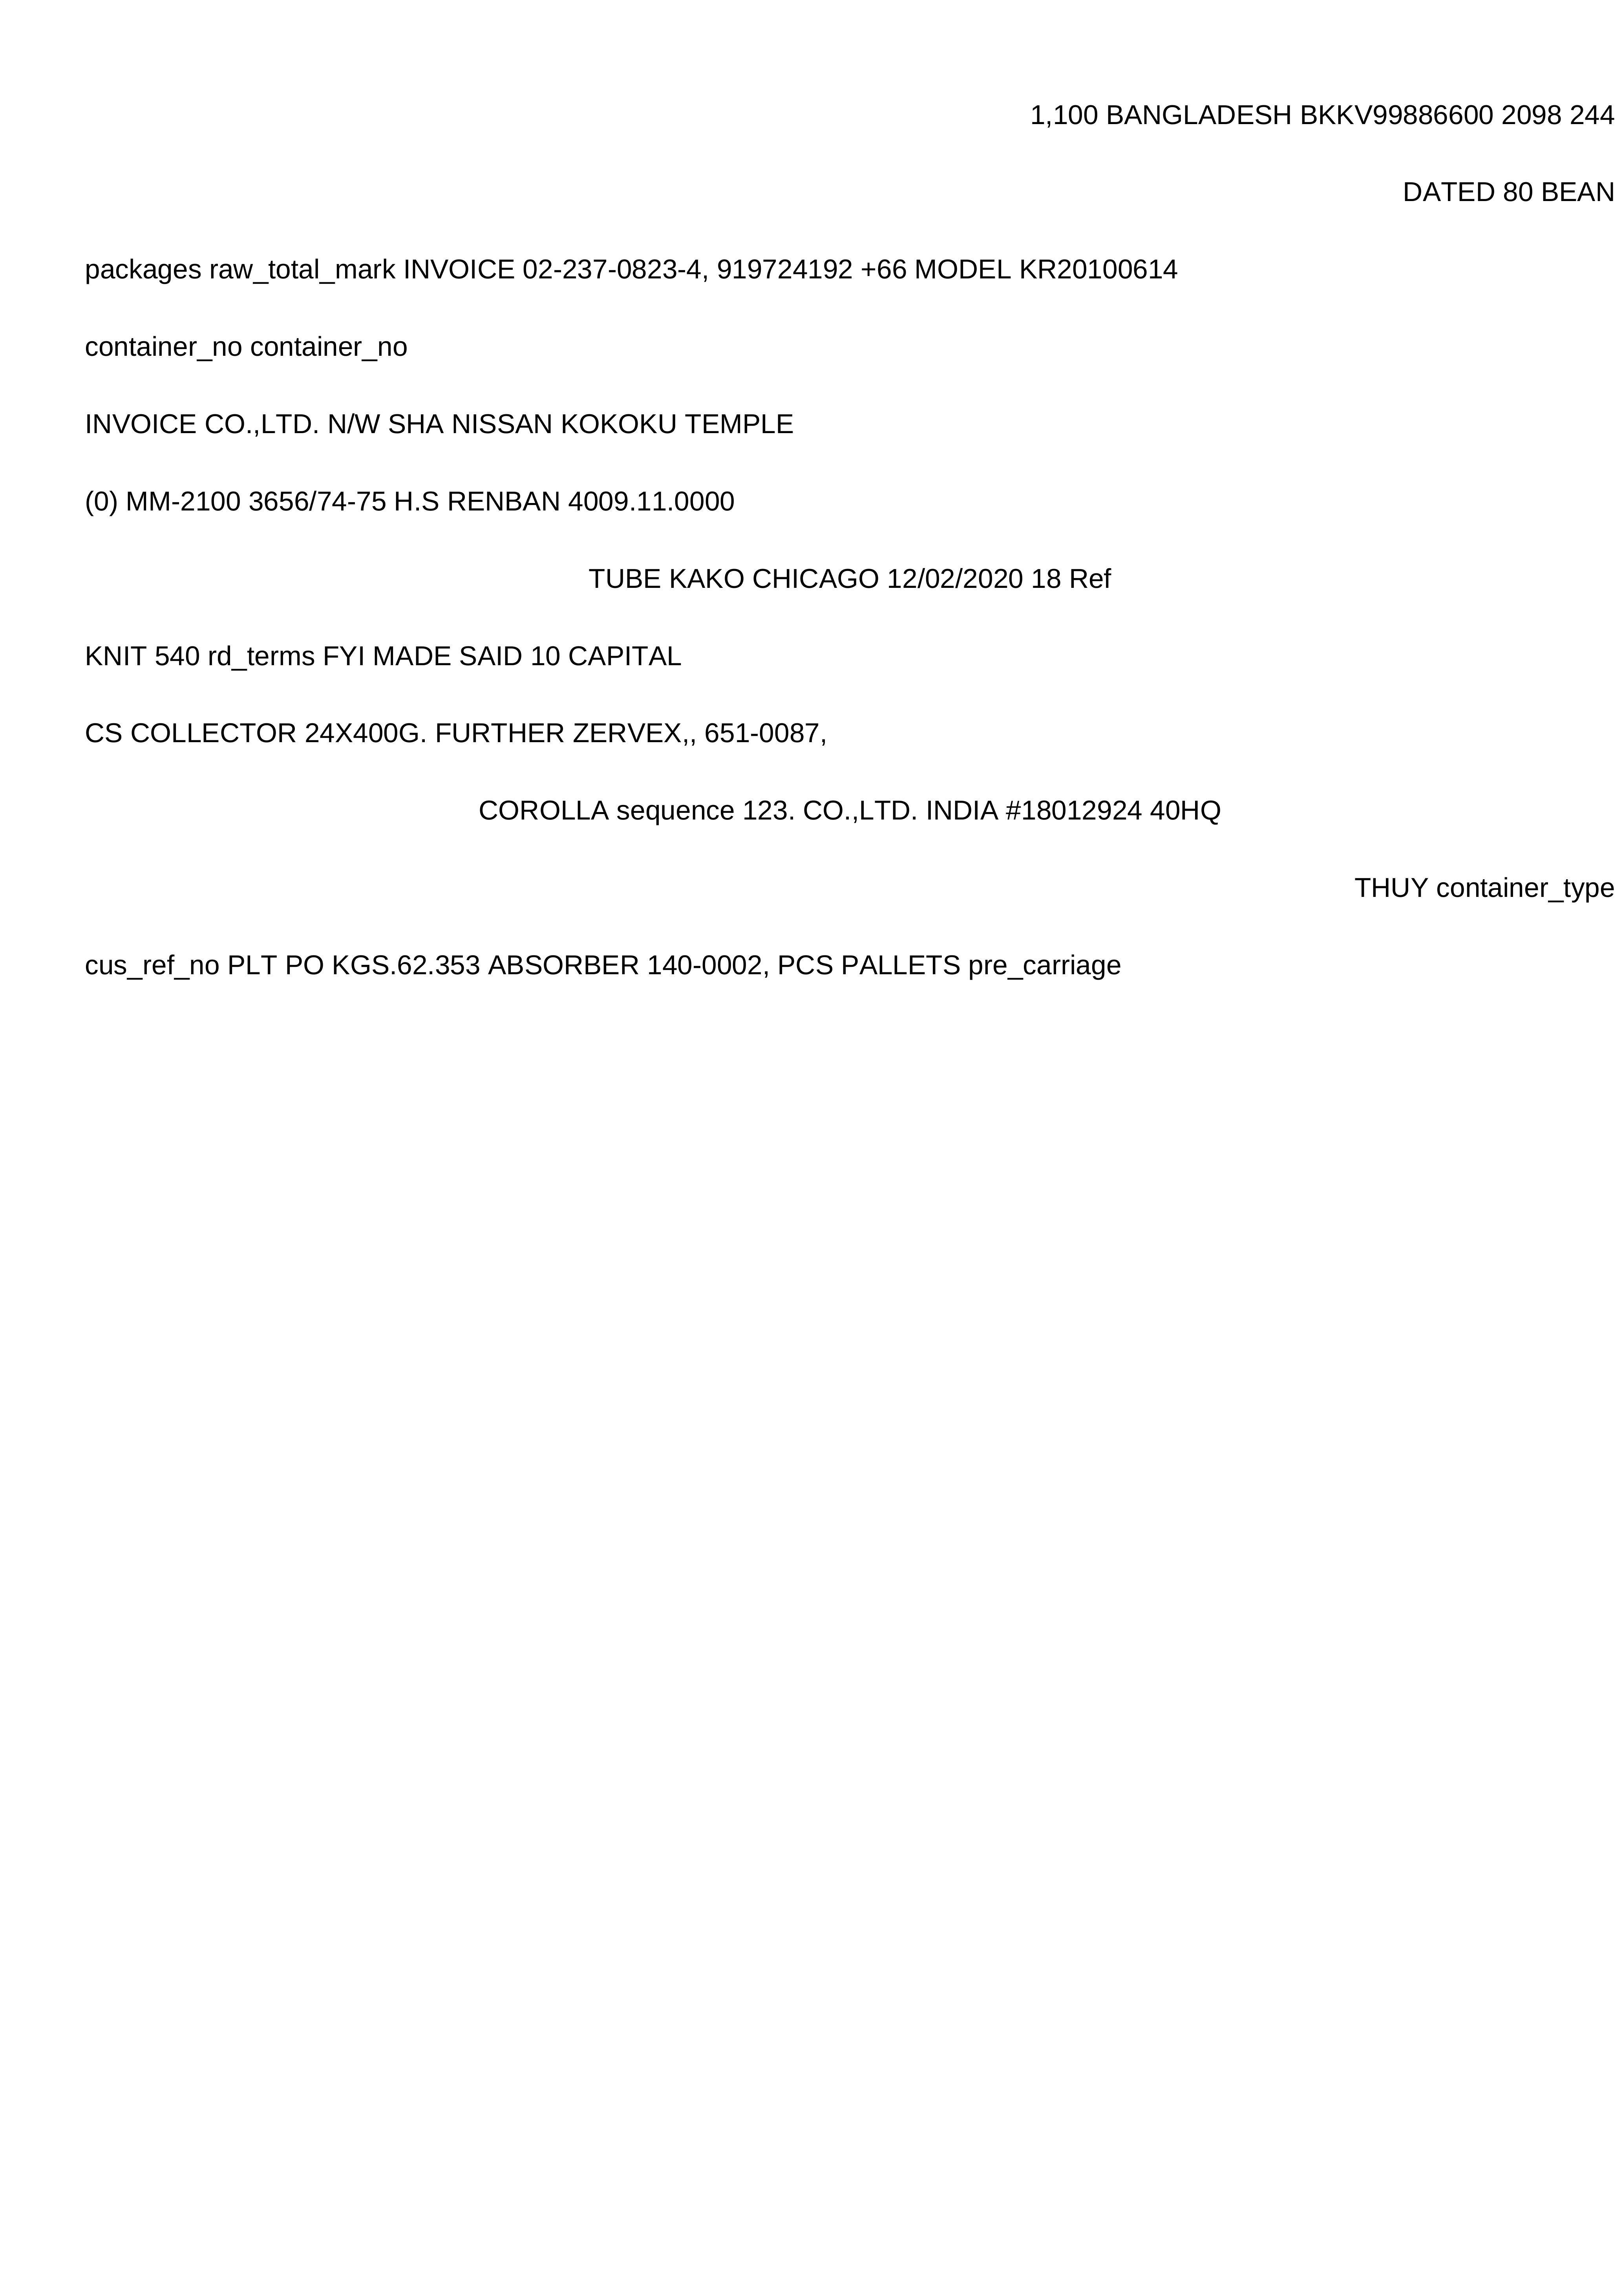 1,100 BANGLADESH BKKV99886600 2098 244
DATED 80 BEAN
packages raw_total_mark INVOICE 02-237-0823-4, 919724192 +66 MODEL KR20100614
container_no container_no
INVOICE CO.,LTD. N/W SHA NISSAN KOKOKU TEMPLE
(0) MM-2100 3656/74-75 H.S RENBAN 4009.11.0000
TUBE KAKO CHICAGO 12/02/2020 18 Ref
KNIT 540 rd_terms FYI MADE SAID 10 CAPITAL
CS COLLECTOR 24X400G. FURTHER ZERVEX,, 651-0087,
COROLLA sequence 123. CO.,LTD. INDIA #18012924 40HQ
THUY container_type
cus_ref_no PLT PO KGS.62.353 ABSORBER 140-0002, PCS PALLETS pre_carriage